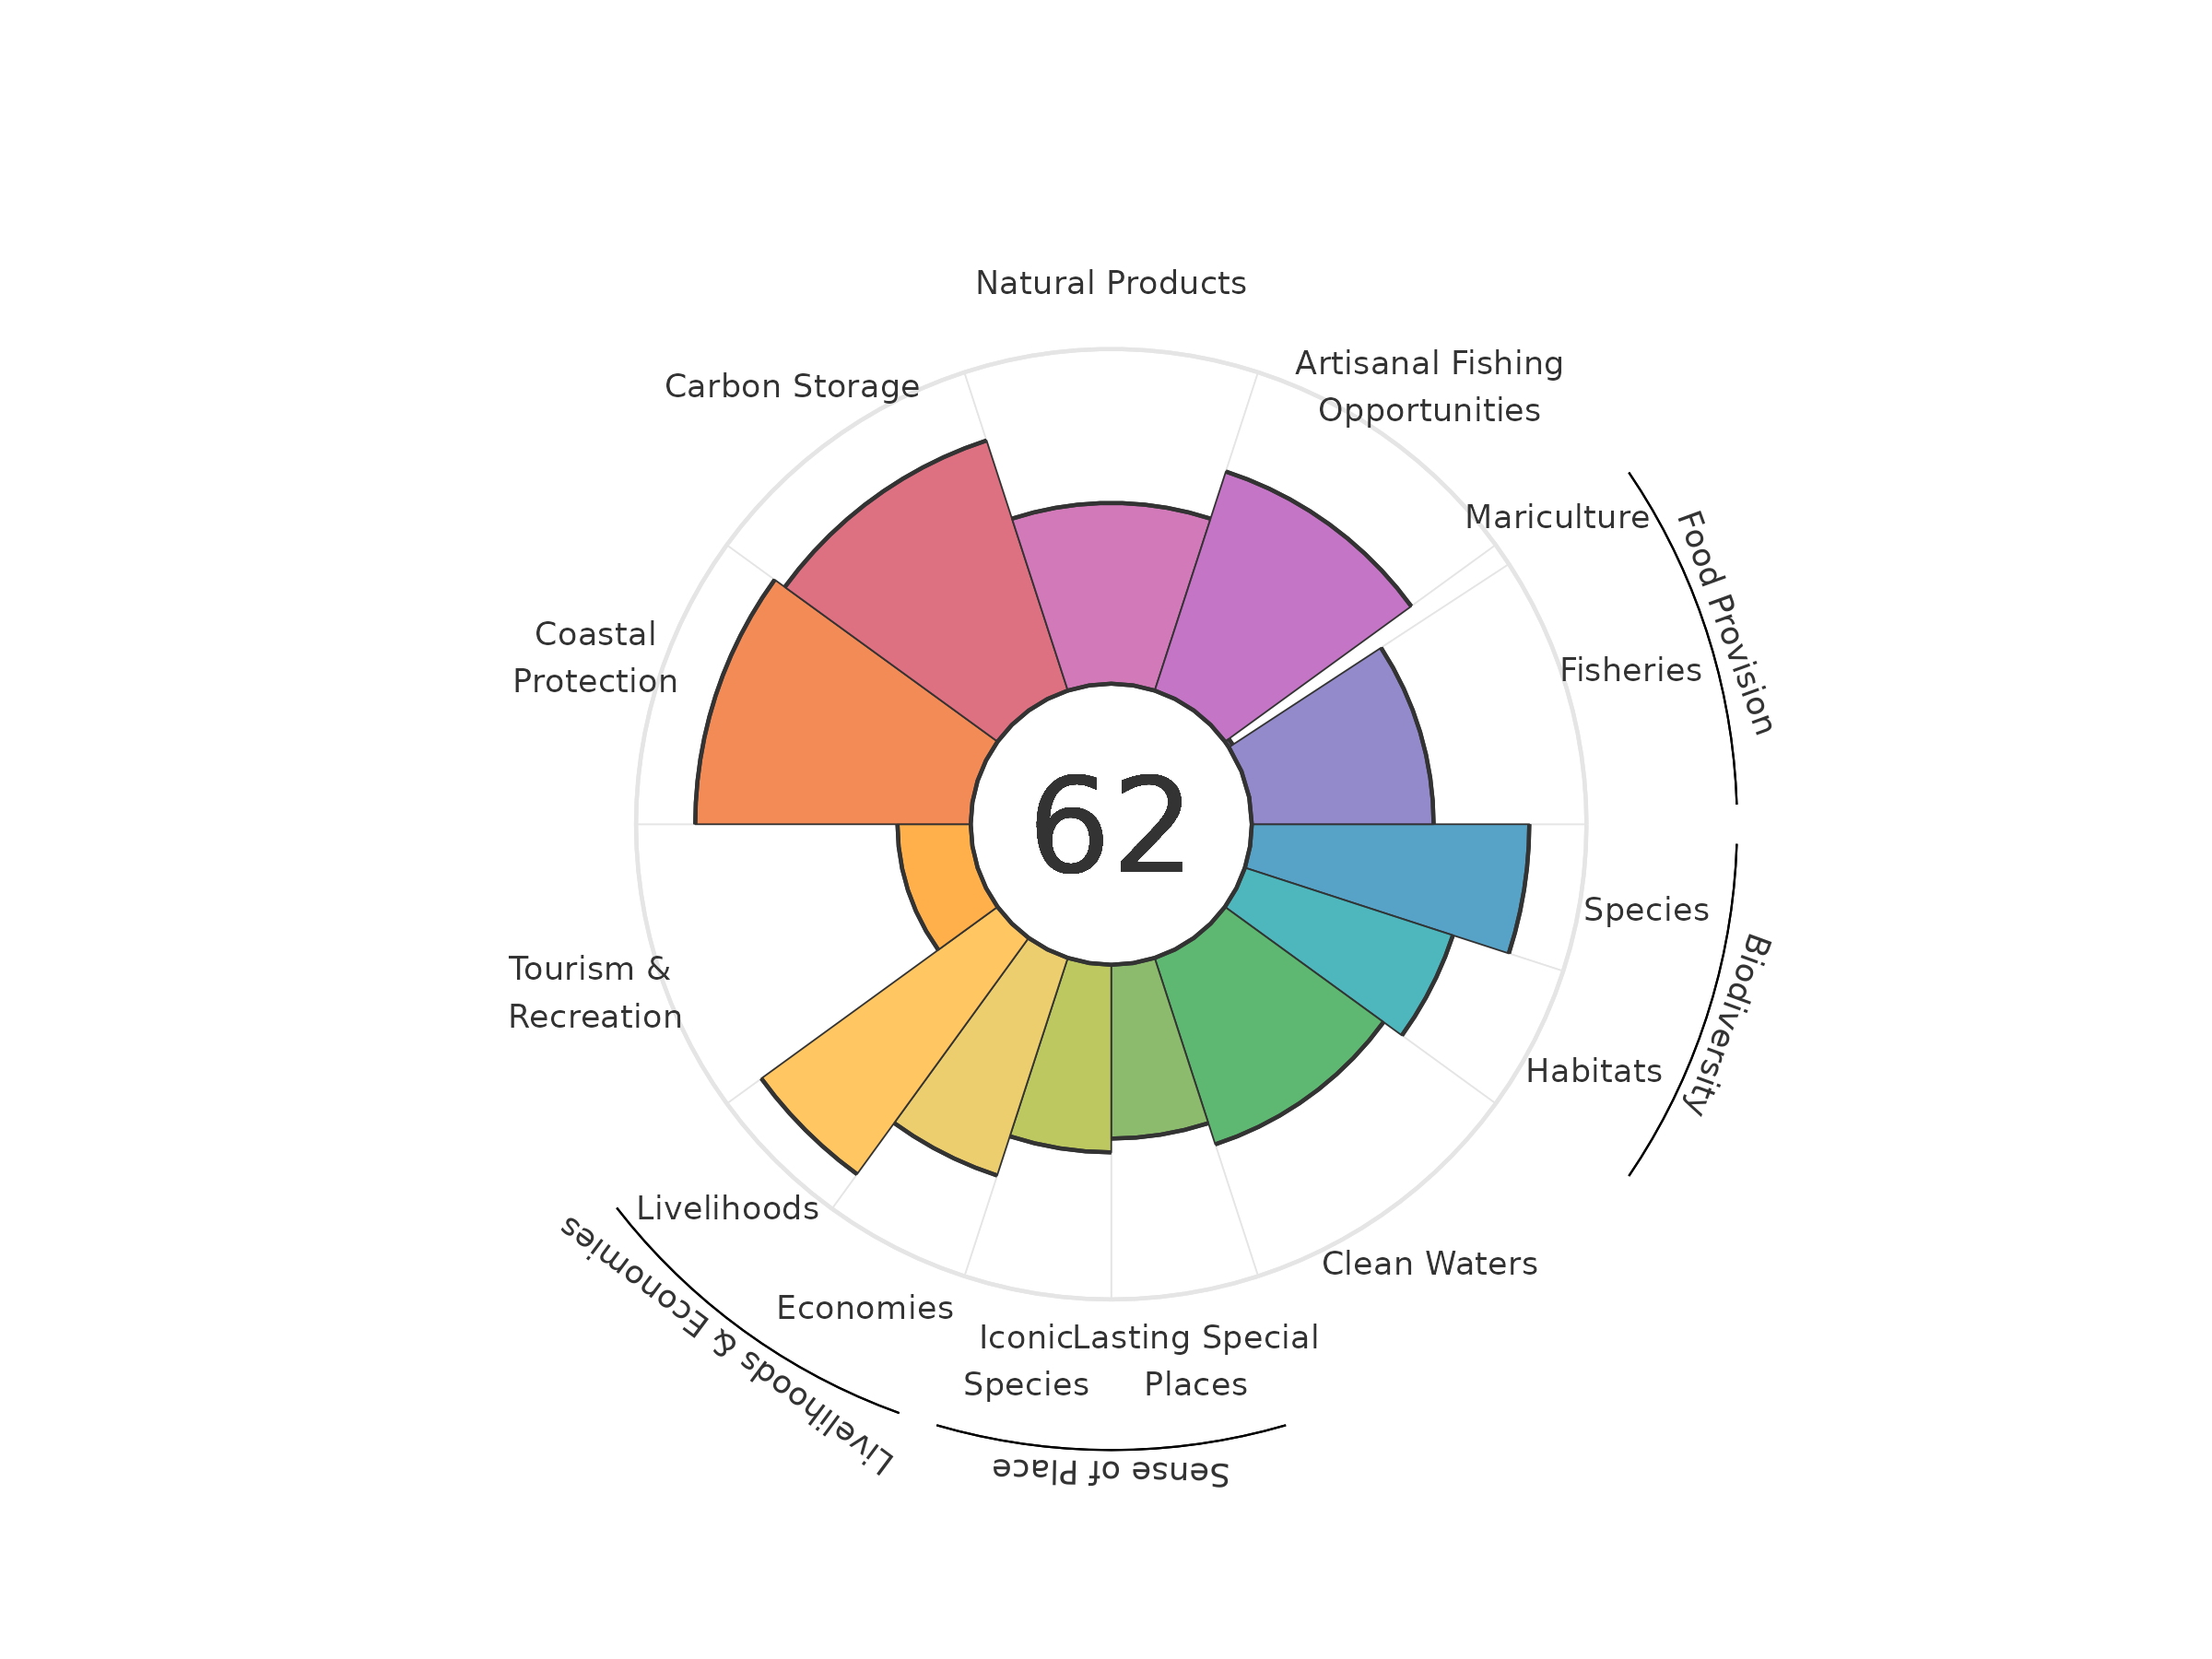 Natural Products
Artisanal Fishing
Opportunities
Carbon Storage
Mariculture
Food Provision
Coastal
Protection
Fisheries
62
Species
Biodiversity
Tourism &
Recreation
Habitats
Livelihoods
Clean Waters
Livelihoods & Economies
Economies
Iconic
Species
Lasting Special
Places
Sense of Place